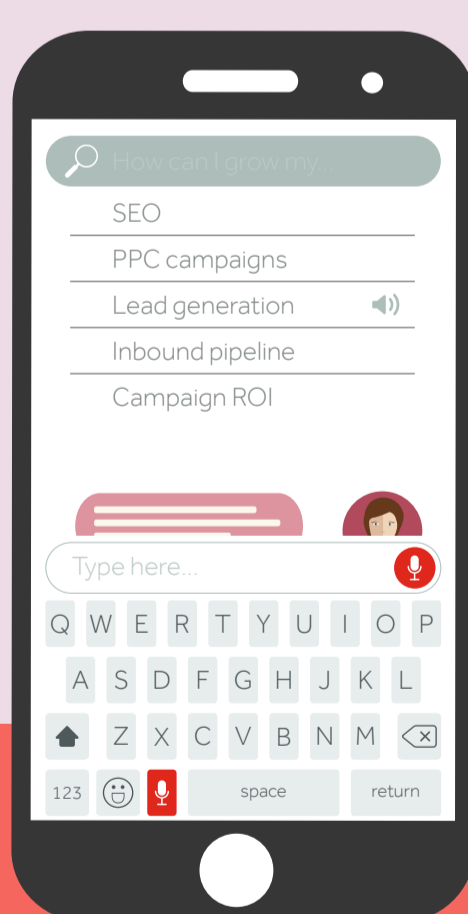 How can I grow my...
SEO
PPC campaigns
Lead generation
Inbound pipeline
Campaign ROI
Type here...
Q W E R T Y U I O P
A S D F G H J K L
Z X C V B N M
123 space return